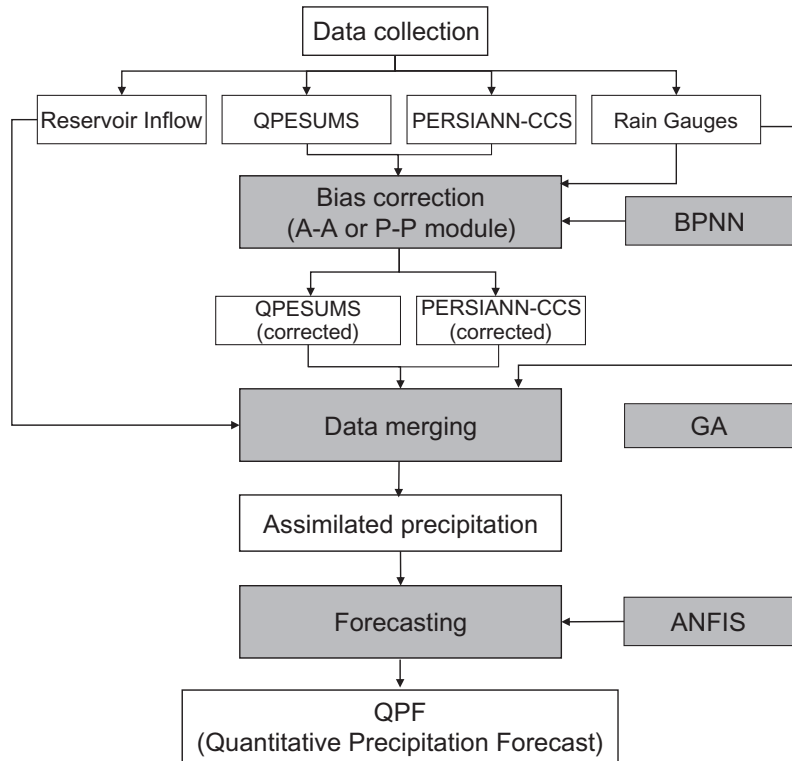 Data collection
Reservoir Inflow
QPESUMS
PERSIANN-CCS
Rain Gauges
Bias correction
(A-A or P-P module)
BPNN
QPESUMS
(corrected)
PERSIANN-CCS
(corrected)
Data merging
GA
Assimilated precipitation
Forecasting
ANFIS
QPF
(Quantitative Precipitation Forecast)